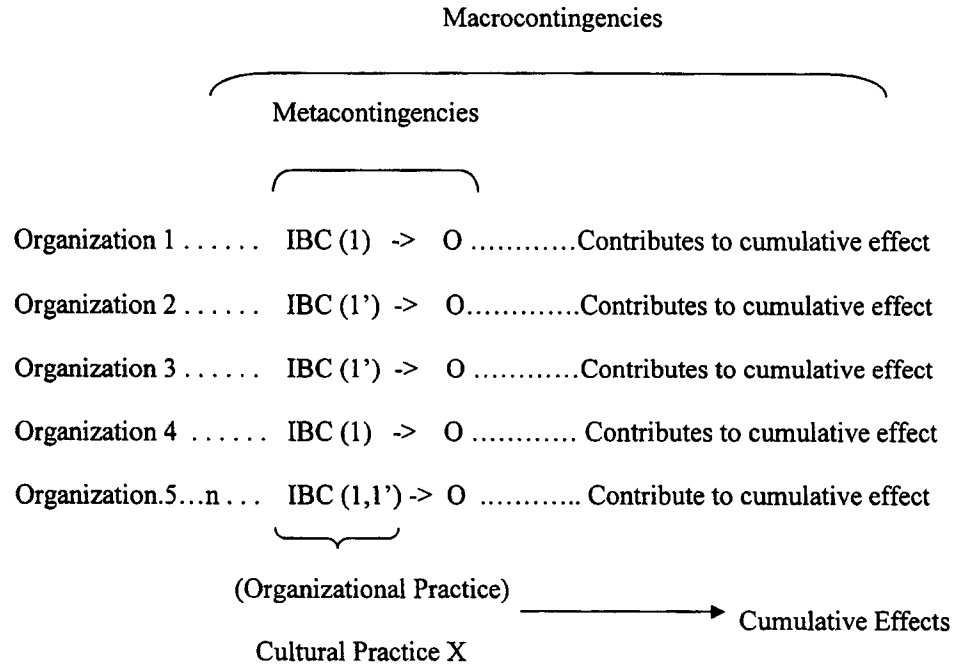 Macrocontingencies
Metacontingencies
Organization 1 . . . . . . IBC (1) -> O ............Contributes to cumulative effect
Organization 2 . . . . . . IBC (1’) -> O.............Contributes to cumulative effect
Organization 3 . . . . . . IBC (1’) -> O ............Contributes to cumulative effect
Organization 4 . . . . . . IBC (1) -> O ............ Contributes to cumulative effect
Organization.5...n . . . IBC (1,1’) -> O ........... Contribute to cumulative effect
(Organizational Practice)
Cumulative Effects
Cultural Practice X